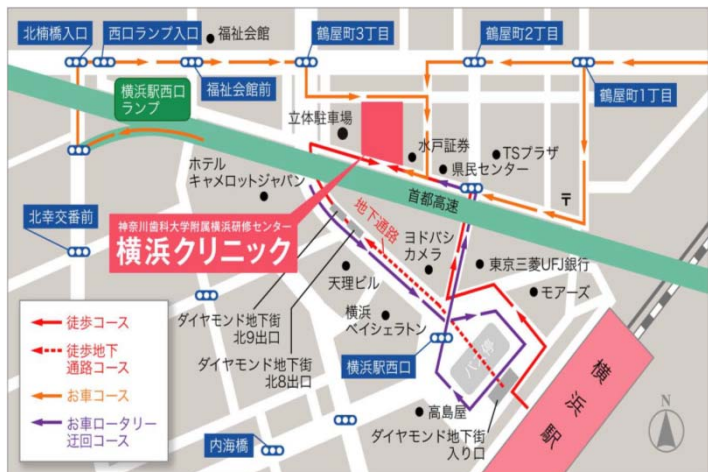 北楠橋入口
西口ランプ入口
福祉会館
鶴屋町3丁目
鶴屋町2丁目
福祉会館前
鶴屋町1丁目
横浜駅西口
ランプ
立体駐車場
水戸証券
TSプラザ
県民センター
ホテル
キャメロットジャパン
首都高速
〒
北幸交番前
神奈川歯科大学附属横浜研修センター
横浜クリニック
地下通路
ヨドバシ
カメラ
東京三菱UFJ銀行
天理ビル
モアーズ
ダイヤモンド地下街
北9出口
横浜
ベイシェラトン
ダイヤモンド地下街
北8出口
横浜駅西口
バス停
横浜駅
徒歩コース
徒歩地下
通路コース
お車コース
お車ロータリー
迂回コース
高島屋
ダイヤモンド地下街
入り口
内海橋
N